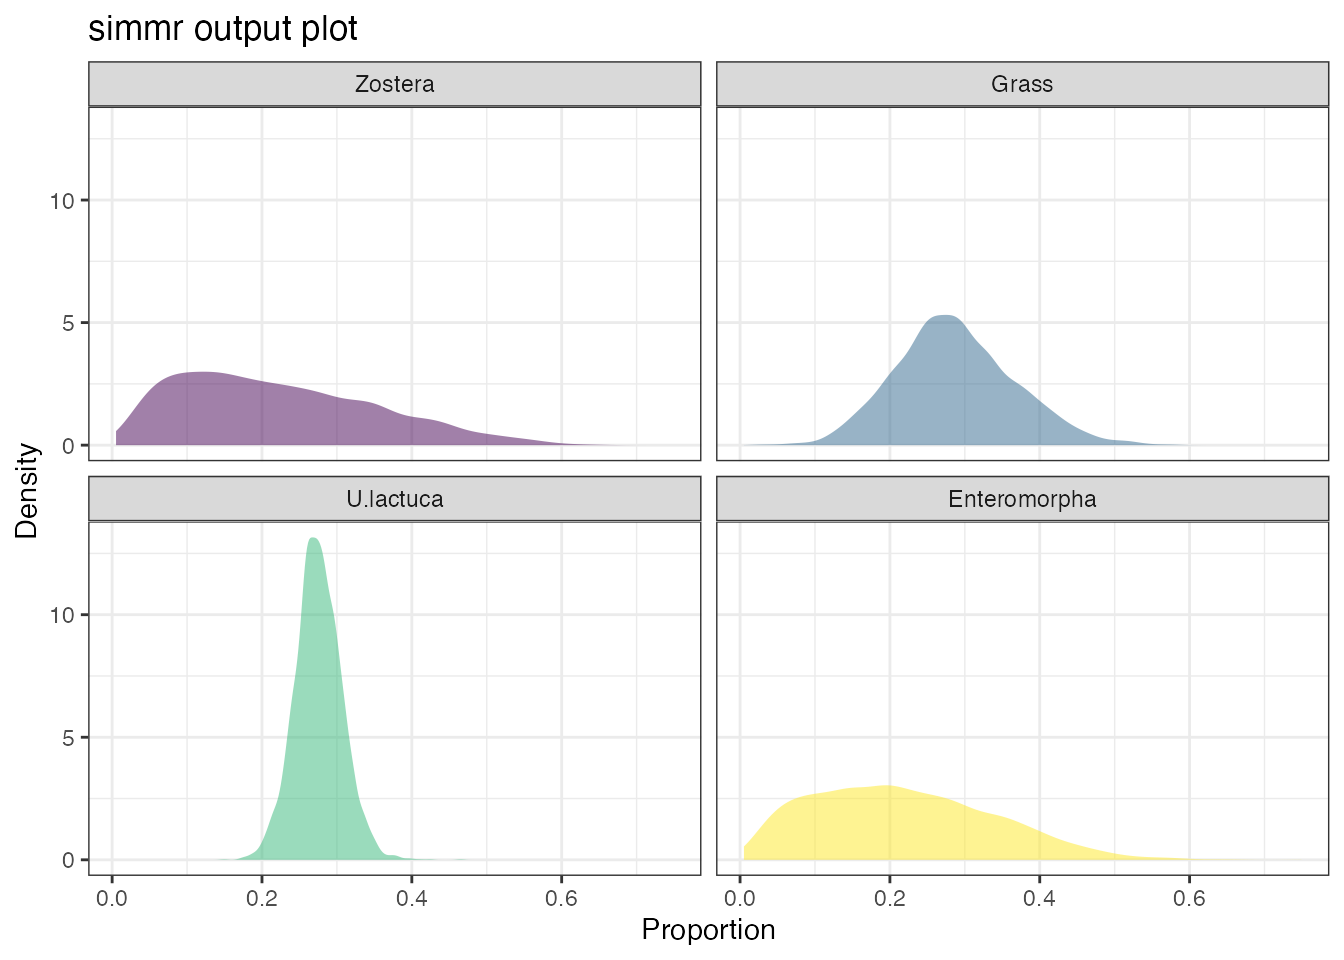 simmr output plot
Zostera
Grass
10
5
0
U.lactuca
Enteromorpha
10
5
0
0.0 0.2 0.4 0.6 0.0 0.2 0.4 0.6
Proportion
Density